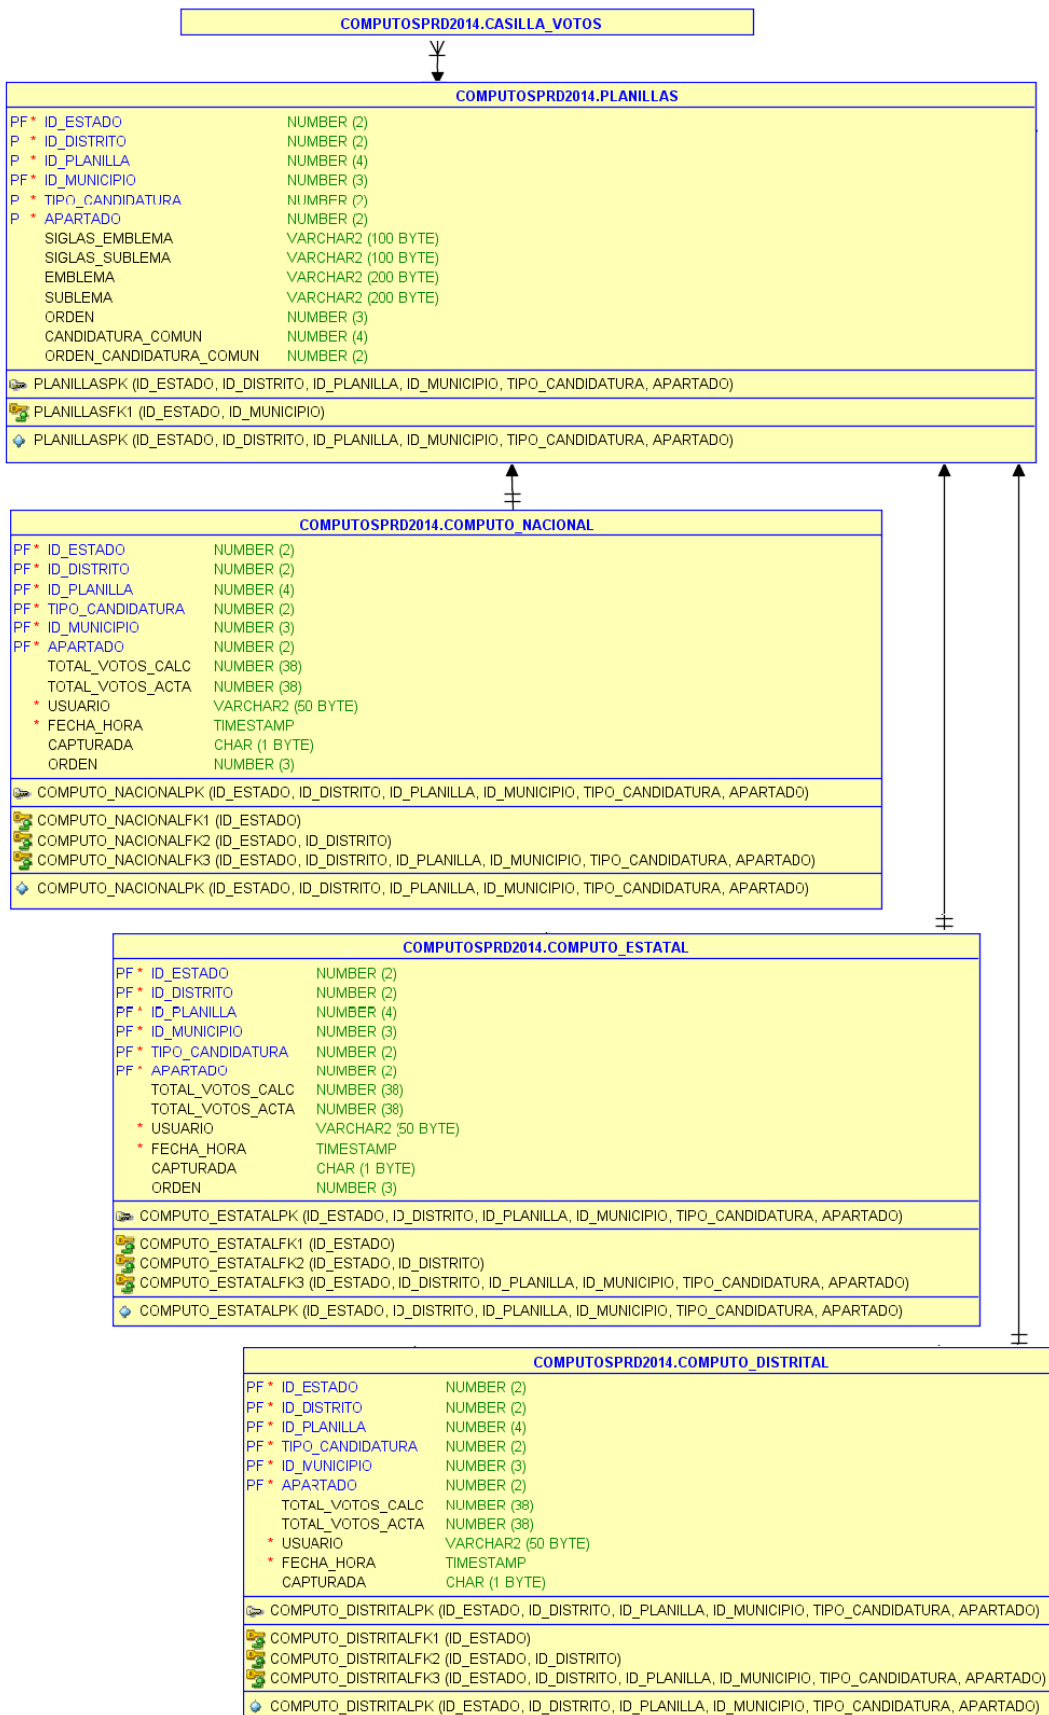 COMPUTOSPRD2014.CASILLA_VOTOS
COMPUTOSPRD2014.PLANILLAS
PF* ID_ESTADO NUMBER (2)
P * ID_DISTRITO NUMBER (2)
P * ID_PLANILLA NUMBER (4)
PF* ID_MUNICIPIO NUMBER (3)
P * TIPO_CANDIDATURA NUMBER (2)
P * APARTADO NUMBER (2)
SIGLAS_EMBLEMA VARCHAR2 (100 BYTE)
SIGLAS_SUBLEMA VARCHAR2 (100 BYTE)
EMBLEMA VARCHAR2 (200 BYTE)
SUBLEMA VARCHAR2 (200 BYTE)
ORDEN NUMBER (3)
CANDIDATURA_COMUN NUMBER (4)
ORDEN_CANDIDATURA_COMUN NUMBER (2)
PLANILLASPK (ID_ESTADO, ID_DISTRITO, ID_PLANILLA, ID_MUNICIPIO, TIPO_CANDIDATURA, APARTADO)
PLANILLASFK1 (ID_ESTADO, ID_MUNICIPIO)
PLANILLASPK (ID_ESTADO, ID_DISTRITO, ID_PLANILLA, ID_MUNICIPIO, TIPO_CANDIDATURA, APARTADO)
COMPUTOSPRD2014.COMPUTO_NACIONAL
PF* ID_ESTADO NUMBER (2)
PF* ID_DISTRITO NUMBER (2)
PF* ID_PLANILLA NUMBER (4)
PF* TIPO_CANDIDATURA NUMBER (2)
PF* ID_MUNICIPIO NUMBER (3)
PF* APARTADO NUMBER (2)
TOTAL_VOTOS_CALC NUMBER (38)
TOTAL_VOTOS_ACTA NUMBER (38)
* USUARIO VARCHAR2 (50 BYTE)
* FECHA_HORA TIMESTAMP
CAPTURADA CHAR (1 BYTE)
ORDEN NUMBER (3)
COMPUTO_NACIONALPK (ID_ESTADO, ID_DISTRITO, ID_PLANILLA, ID_MUNICIPIO, TIPO_CANDIDATURA, APARTADO)
COMPUTO_NACIONALFK1 (ID_ESTADO)
COMPUTO_NACIONALFK2 (ID_ESTADO, ID_DISTRITO)
COMPUTO_NACIONALFK3 (ID_ESTADO, ID_DISTRITO, ID_PLANILLA, ID_MUNICIPIO, TIPO_CANDIDATURA, APARTADO)
COMPUTO_NACIONALPK (ID_ESTADO, ID_DISTRITO, ID_PLANILLA, ID_MUNICIPIO, TIPO_CANDIDATURA, APARTADO)
COMPUTOSPRD2014.COMPUTO_ESTATAL
PF* ID_ESTADO NUMBER (2)
PF* ID_DISTRITO NUMBER (2)
PF* ID_PLANILLA NUMBER (4)
PF* ID_MUNICIPIO NUMBER (3)
PF* TIPO_CANDIDATURA NUMBER (2)
PF* APARTADO NUMBER (2)
TOTAL_VOTOS_CALC NUMBER (38)
TOTAL_VOTOS_ACTA NUMBER (38)
* USUARIO VARCHAR2 (50 BYTE)
* FECHA_HORA TIMESTAMP
CAPTURADA CHAR (1 BYTE)
ORDEN NUMBER (3)
COMPUTO_ESTATALPK (ID_ESTADO, ID_DISTRITO, ID_PLANILLA, ID_MUNICIPIO, TIPO_CANDIDATURA, APARTADO)
COMPUTO_ESTATALFK1 (ID_ESTADO)
COMPUTO_ESTATALFK2 (ID_ESTADO, ID_DISTRITO)
COMPUTO_ESTATALFK3 (ID_ESTADO, ID_DISTRITO, ID_PLANILLA, ID_MUNICIPIO, TIPO_CANDIDATURA, APARTADO)
COMPUTO_ESTATALPK (ID_ESTADO, ID_DISTRITO, ID_PLANILLA, ID_MUNICIPIO, TIPO_CANDIDATURA, APARTADO)
COMPUTOSPRD2014.COMPUTO_DISTRITAL
PF* ID_ESTADO NUMBER (2)
PF* ID_DISTRITO NUMBER (2)
PF* ID_PLANILLA NUMBER (4)
PF* TIPO_CANDIDATURA NUMBER (2)
PF* ID_MUNICIPIO NUMBER (3)
PF* APARTADO NUMBER (2)
TOTAL_VOTOS_CALC NUMBER (38)
TOTAL_VOTOS_ACTA NUMBER (38)
* USUARIO VARCHAR2 (50 BYTE)
* FECHA_HORA TIMESTAMP
CAPTURADA CHAR (1 BYTE)
COMPUTO_DISTRITALPK (ID_ESTADO, ID_DISTRITO, ID_PLANILLA, ID_MUNICIPIO, TIPO_CANDIDATURA, APARTADO)
COMPUTO_DISTRITALFK1 (ID_ESTADO)
COMPUTO_DISTRITALFK2 (ID_ESTADO, ID_DISTRITO)
COMPUTO_DISTRITALFK3 (ID_ESTADO, ID_DISTRITO, ID_PLANILLA, ID_MUNICIPIO, TIPO_CANDIDATURA, APARTADO)
COMPUTO_DISTRITALPK (ID_ESTADO, ID_DISTRITO, ID_PLANILLA, ID_MUNICIPIO, TIPO_CANDIDATURA, APARTADO)